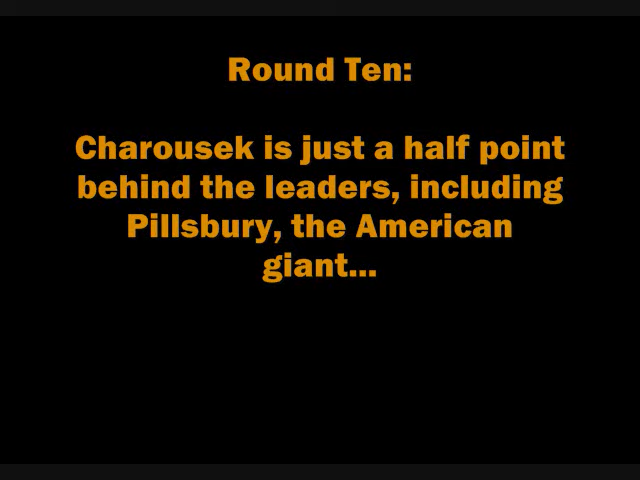 Round Ten:
Charousek is just a half point
behind the leaders, including
Pillsbury, the American
giant...